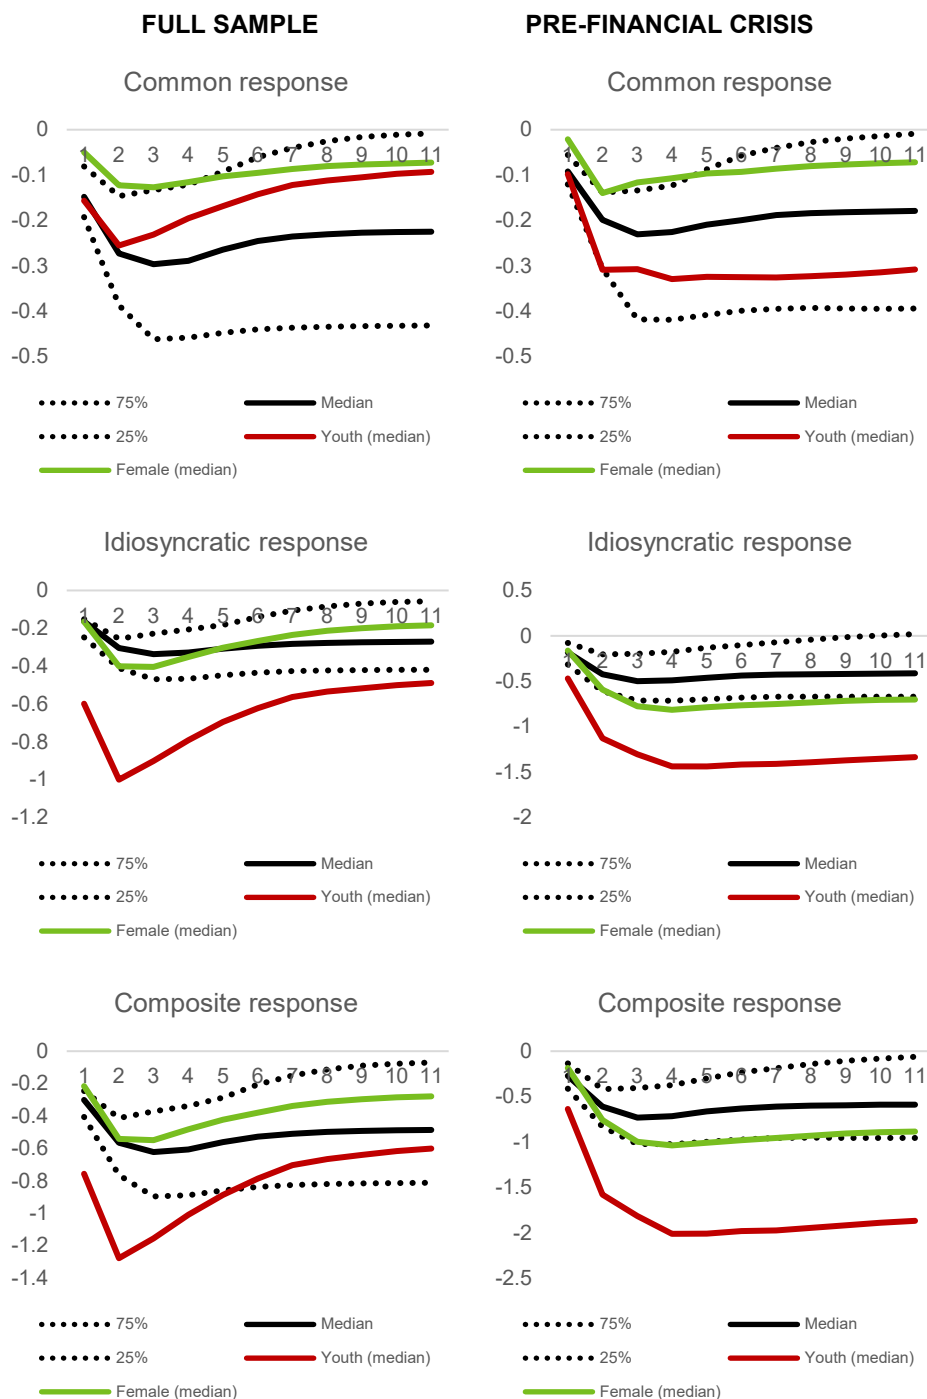 FULL SAMPLE
PRE-FINANCIAL CRISIS
Common response
0
-0.1
-0.2
-0.3
-0.4
-0.5
1 2 3 4 5 6 7 8 9 10 11
75%
Median
25%
Youth (median)
Female (median)
Common response
0
-0.1
-0.2
-0.3
-0.4
-0.5
1 2 3 4 5 6 7 8 9 10 11
75%
Median
25%
Youth (median)
Female (median)
Idiosyncratic response
0
-0.2
-0.4
-0.6
-0.8
-1
-1.2
1 2 3 4 5 6 7 8 9 10 11
75%
Median
25%
Youth (median)
Female (median)
Idiosyncratic response
0.5
0
-0.5
-1
-1.5
-2
1 2 3 4 5 6 7 8 9 10 11
75%
Median
25%
Youth (median)
Female (median)
Composite response
0
-0.2
-0.4
-0.6
-0.8
-1
-1.2
-1.4
1 2 3 4 5 6 7 8 9 10 11
75%
Median
25%
Youth (median)
Female (median)
Composite response
0
-0.5
-1
-1.5
-2
-2.5
1 2 3 4 5 6 7 8 9 10 11
75%
Median
25%
Youth (median)
Female (median)